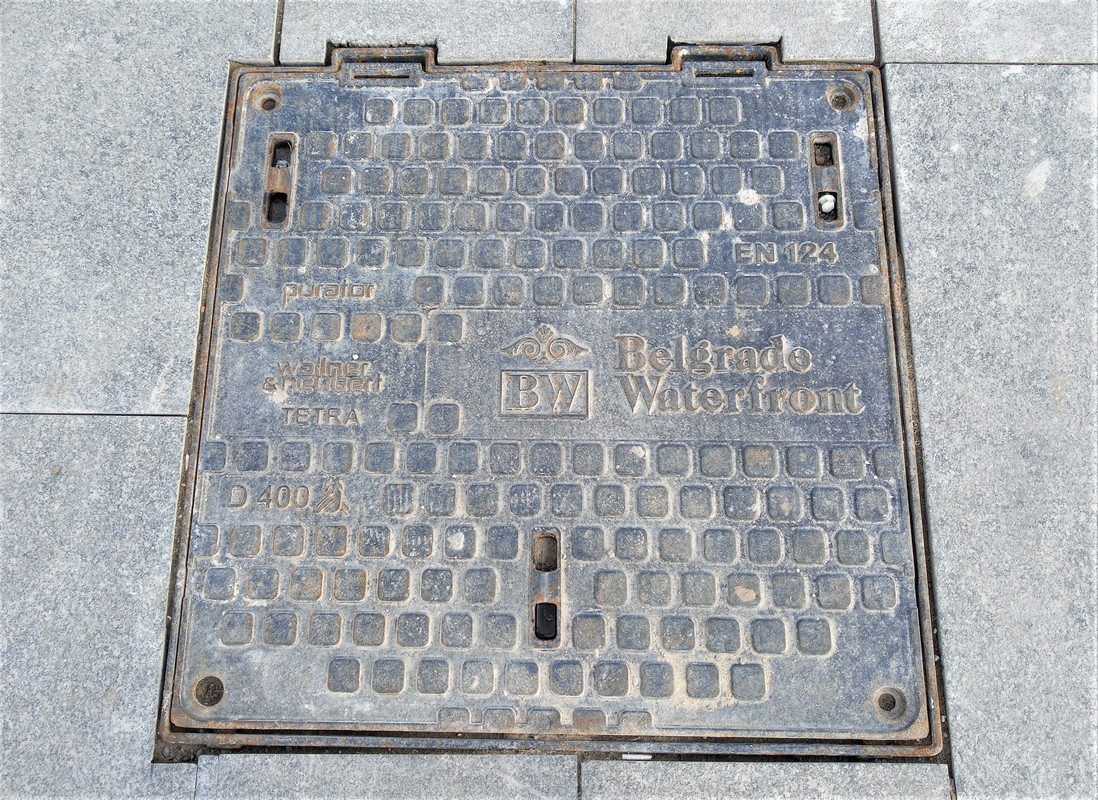 EN 124
purator
Belgrade
Waterfront
BW
wallner
& neubert
TETRA
D 400